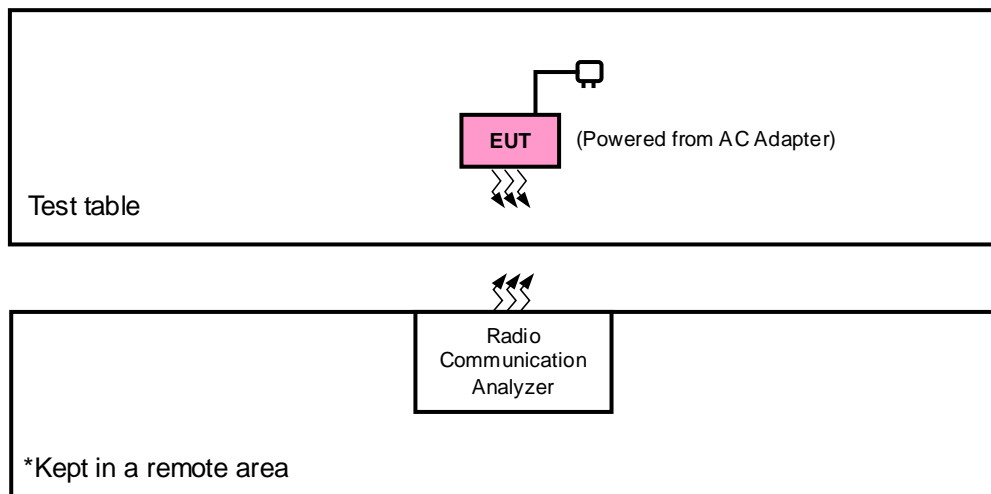 EUT
(Powered from AC Adapter)
Test table
Radio
Communication
Analyzer
*Kept in a remote area